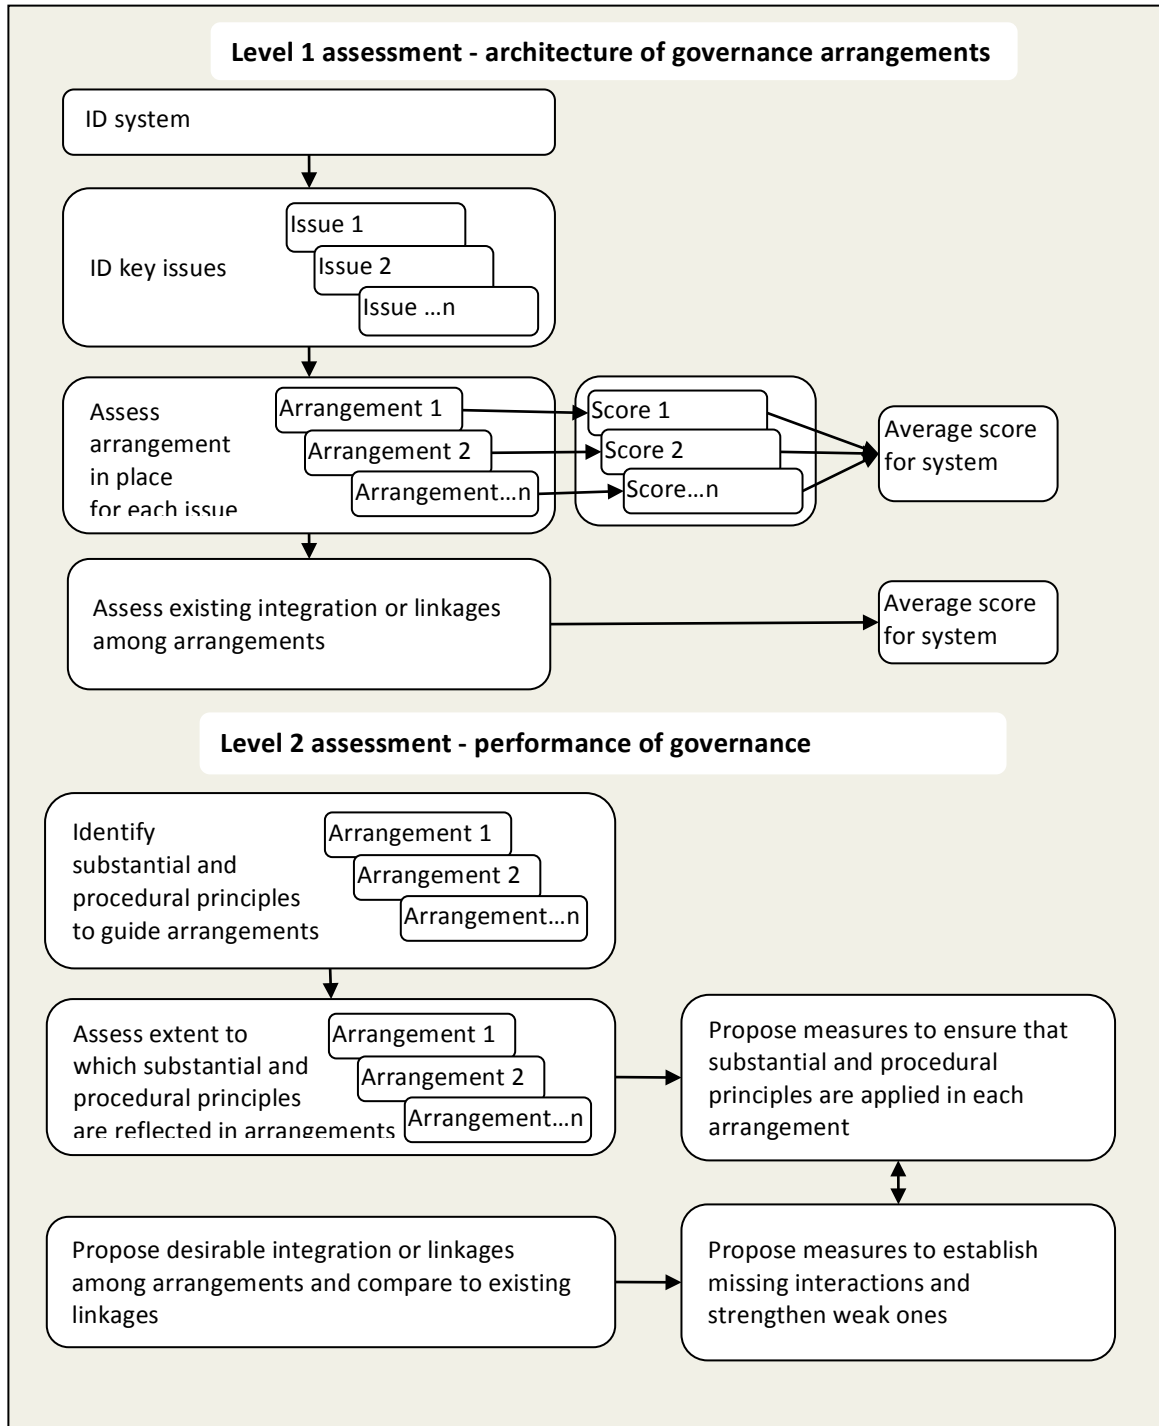 Level 1 assessment - architecture of governance arrangements
ID system
ID key issues
Issue 1
Issue 2
Issue ...n
Assess
arrangement
in place
for each issue
Arrangement 1
Arrangement 2
Arrangement...n
Score 1
Score 2
Score...n
Average score
for system
Assess existing integration or linkages
among arrangements
Average score
for system
Level 2 assessment - performance of governance
Identify
substantial and
procedural principles
to guide arrangements
Arrangement 1
Arrangement 2
Arrangement...n
Assess extent to
which substantial and
procedural principles
are reflected in arrangements
Arrangement 1
Arrangement 2
Arrangement...n
Propose measures to ensure that
substantial and procedural
principles are applied in each
arrangement
Propose desirable integration or linkages
among arrangements and compare to existing
linkages
Propose measures to establish
missing interactions and
strengthen weak ones